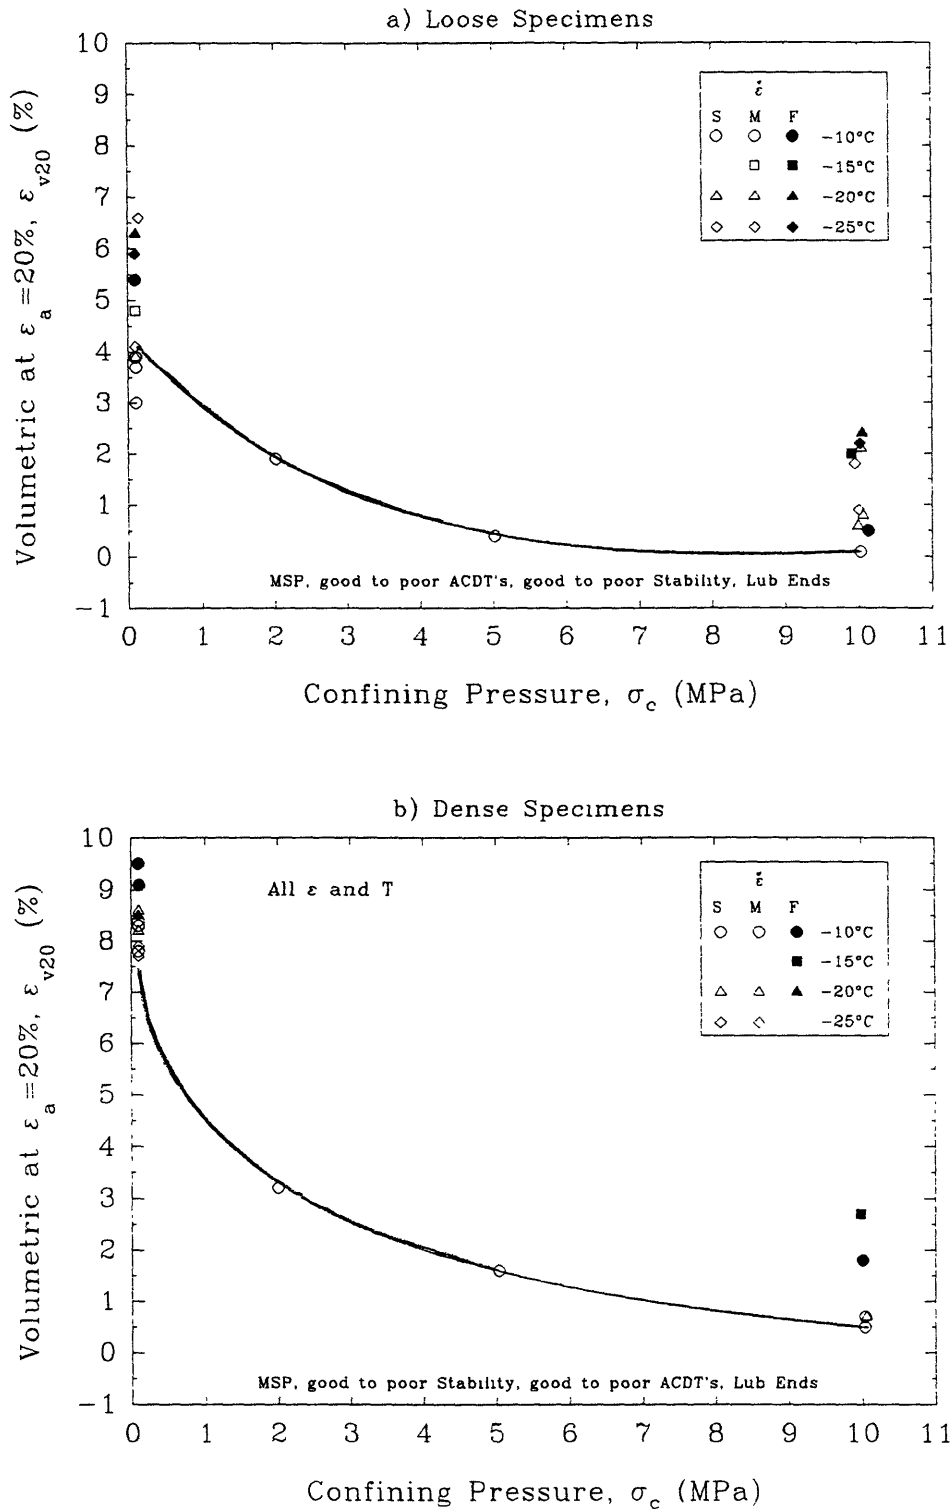 a) Loose Specimens
10
9
8
7
6
5
4
3
2
1
0
−1
Volumetric at ε_a =20%, ε_v20 (%)
ε̇
S M F
−10°C
−15°C
−20°C
−25°C
MSP, good to poor ACDT's, good to poor Stability, Lub Ends
0 1 2 3 4 5 6 7 8 9 10 11
Confining Pressure, σ_c (MPa)
b) Dense Specimens
10
9
8
7
6
5
4
3
2
1
0
−1
Volumetric at ε_a =20%, ε_v20 (%)
All ε and T
ε̇
S M F
−10°C
−15°C
−20°C
−25°C
MSP, good to poor Stability, good to poor ACDT's, Lub Ends
0 1 2 3 4 5 6 7 8 9 10 11
Confining Pressure, σ_c (MPa)